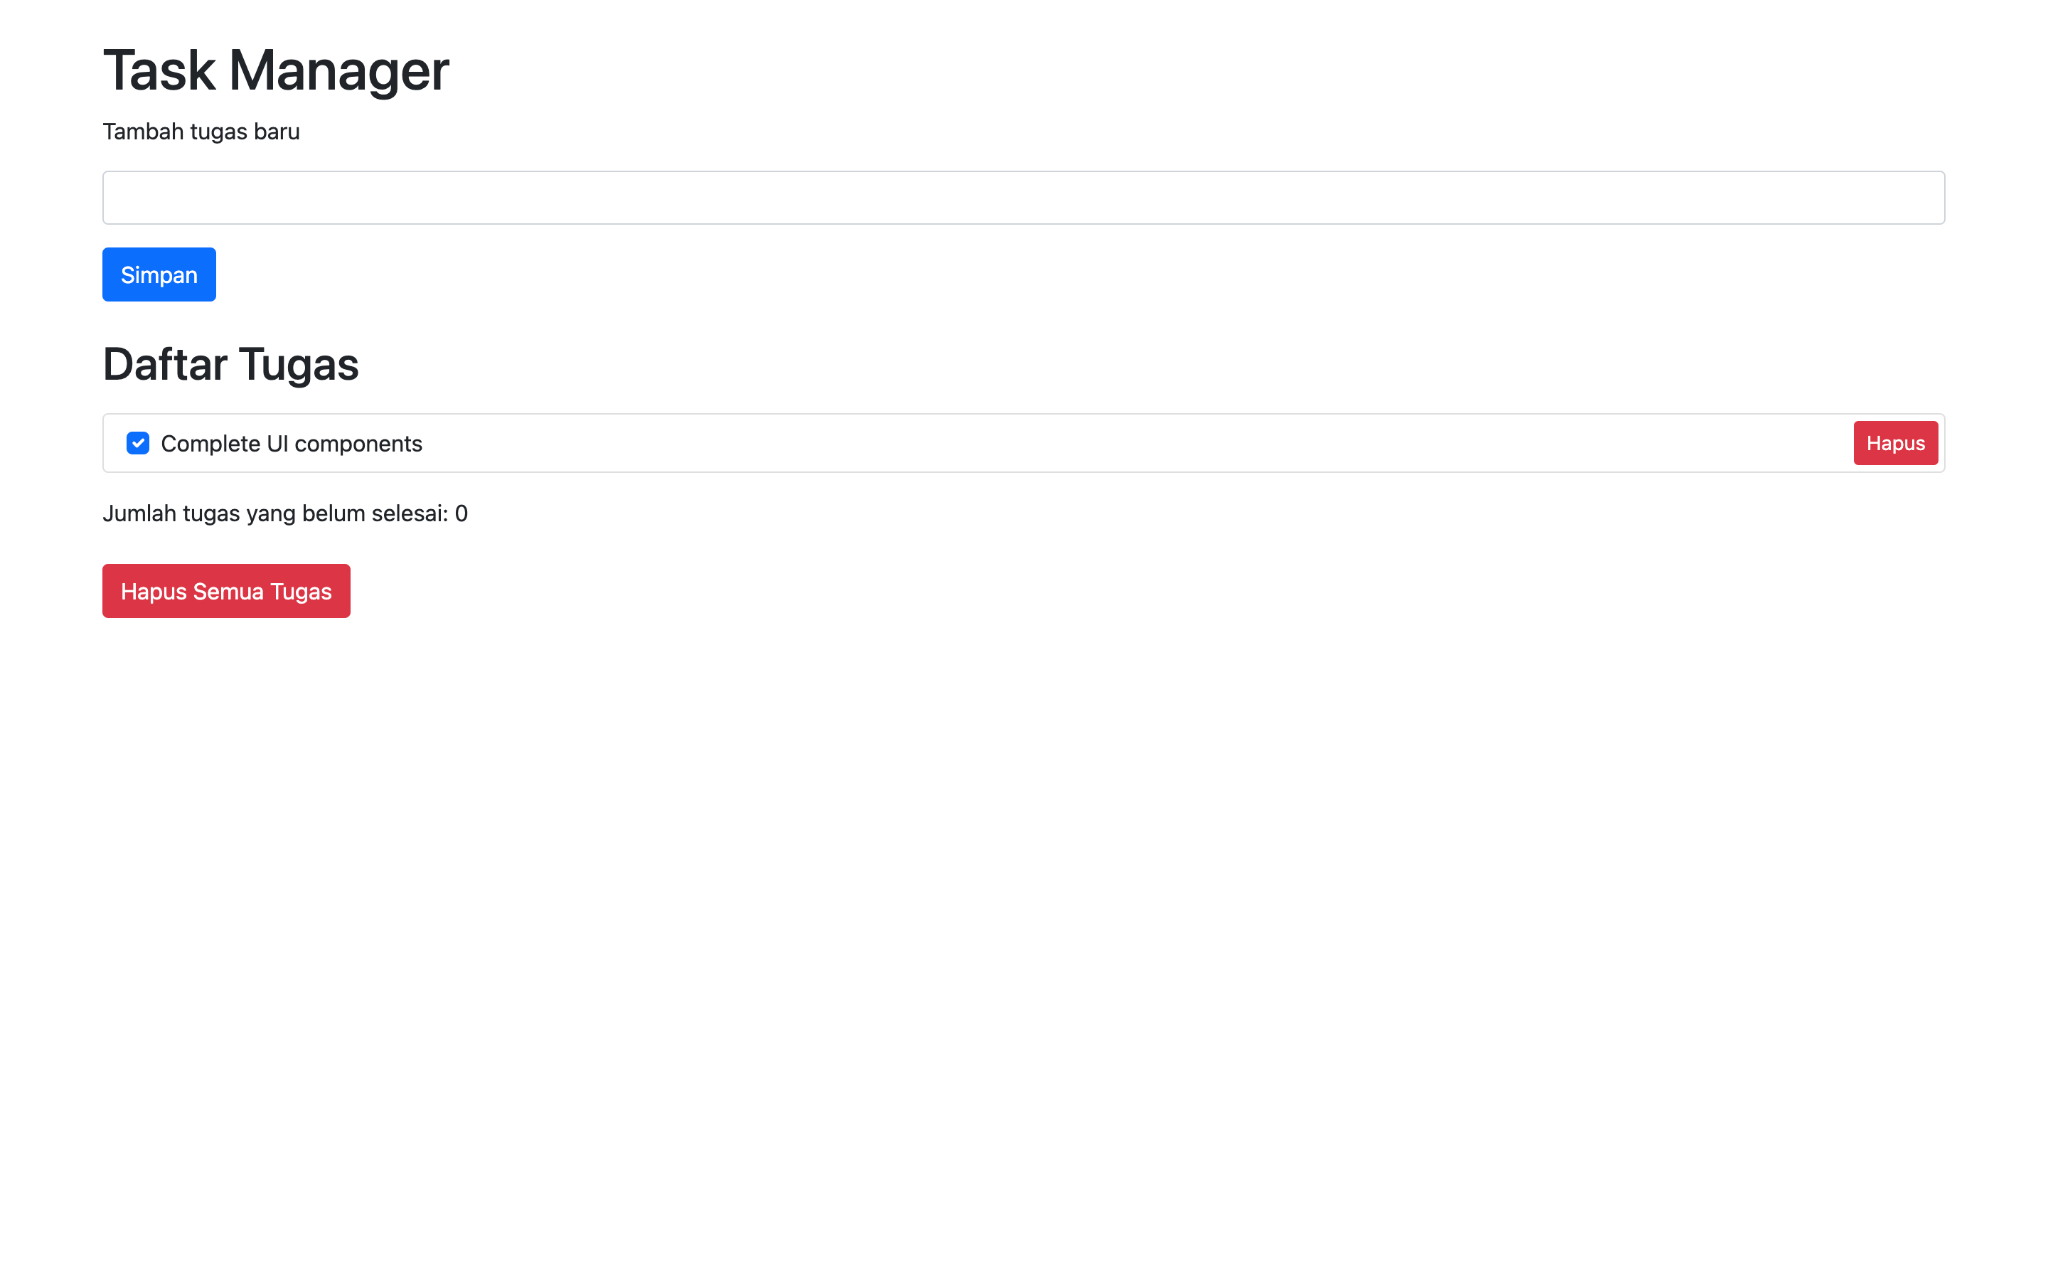 Task Manager
Tambah tugas baru
Simpan
Daftar Tugas
Complete UI components
Hapus
Jumlah tugas yang belum selesai: 0
Hapus Semua Tugas